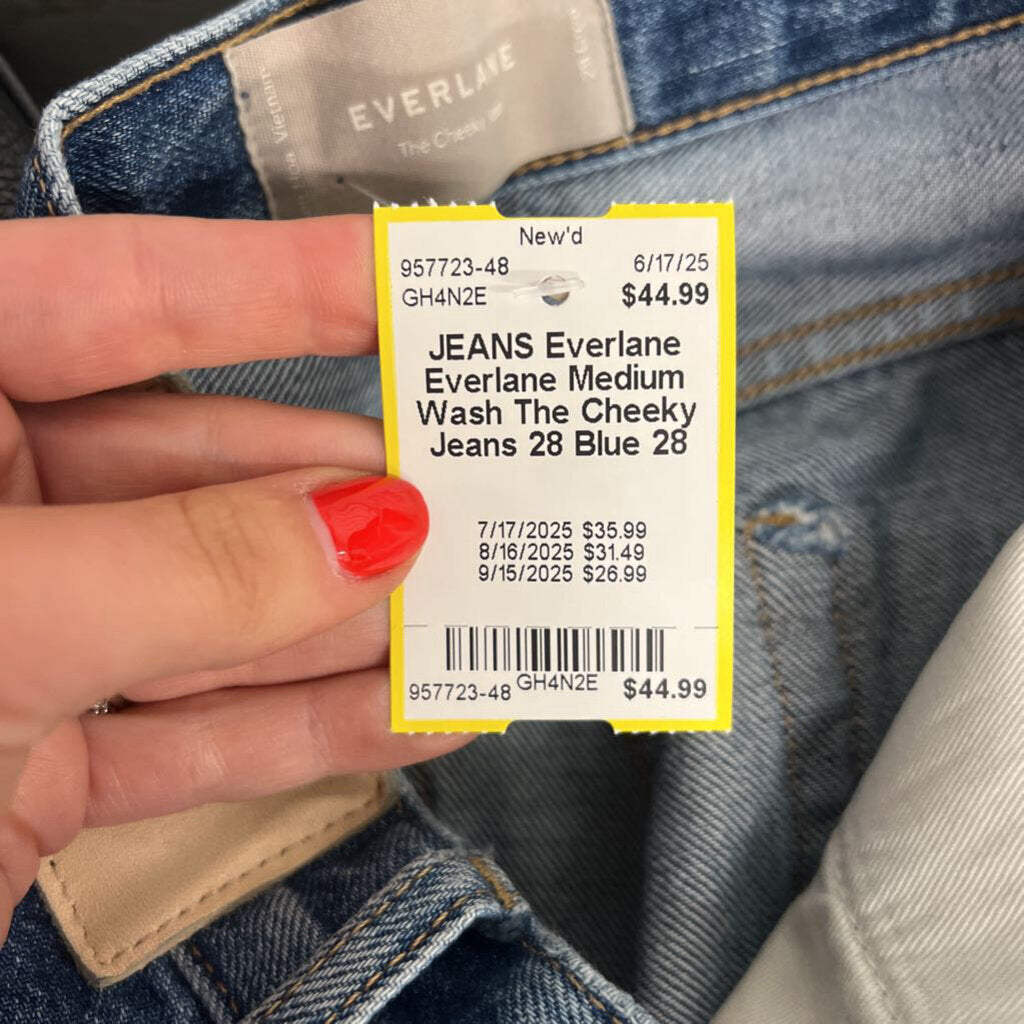 EVERLANE
The Cheeky
Vietnam
New'd
957723-48 6/17/25
GH4N2E $44.99
JEANS Everlane
Everlane Medium
Wash The Cheeky
Jeans 28 Blue 28
7/17/2025 $35.99
8/16/2025 $31.49
9/15/2025 $26.99
957723-48 GH4N2E $44.99